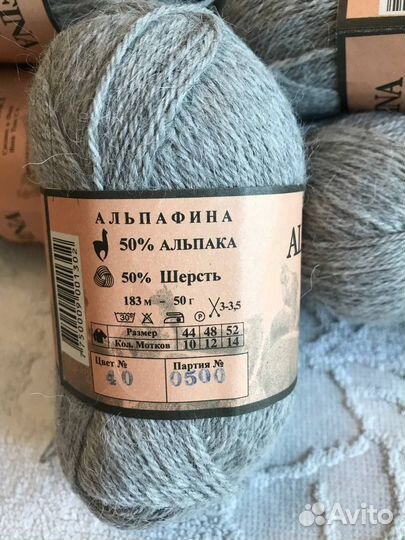 АЛЬПАФИНА
50% АЛЬПАКА
50% Шерсть
183 м - 50 г
3-3,5
30°
P
Размер 44 48 52
Кол. Мотков 10 12 14
Цвет № Партия №
40 0500
Avito